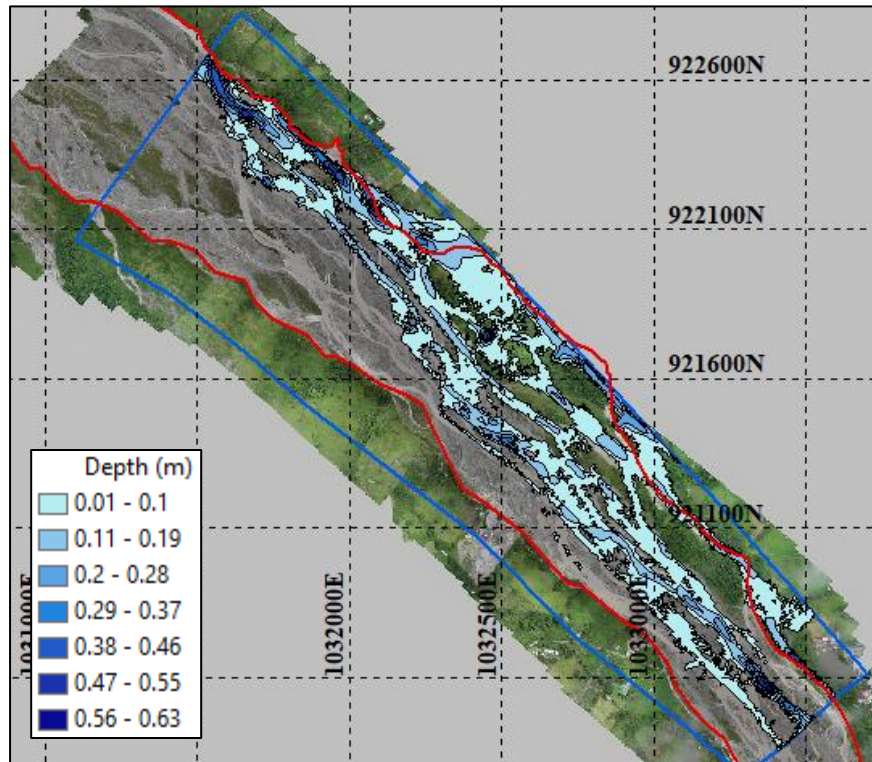 922600N
922100N
921600N
921100N
Depth (m)
0.01 - 0.1
0.11 - 0.19
0.2 - 0.28
0.29 - 0.37
0.38 - 0.46
0.47 - 0.55
0.56 - 0.63
1032000E
1032500E
1033000E